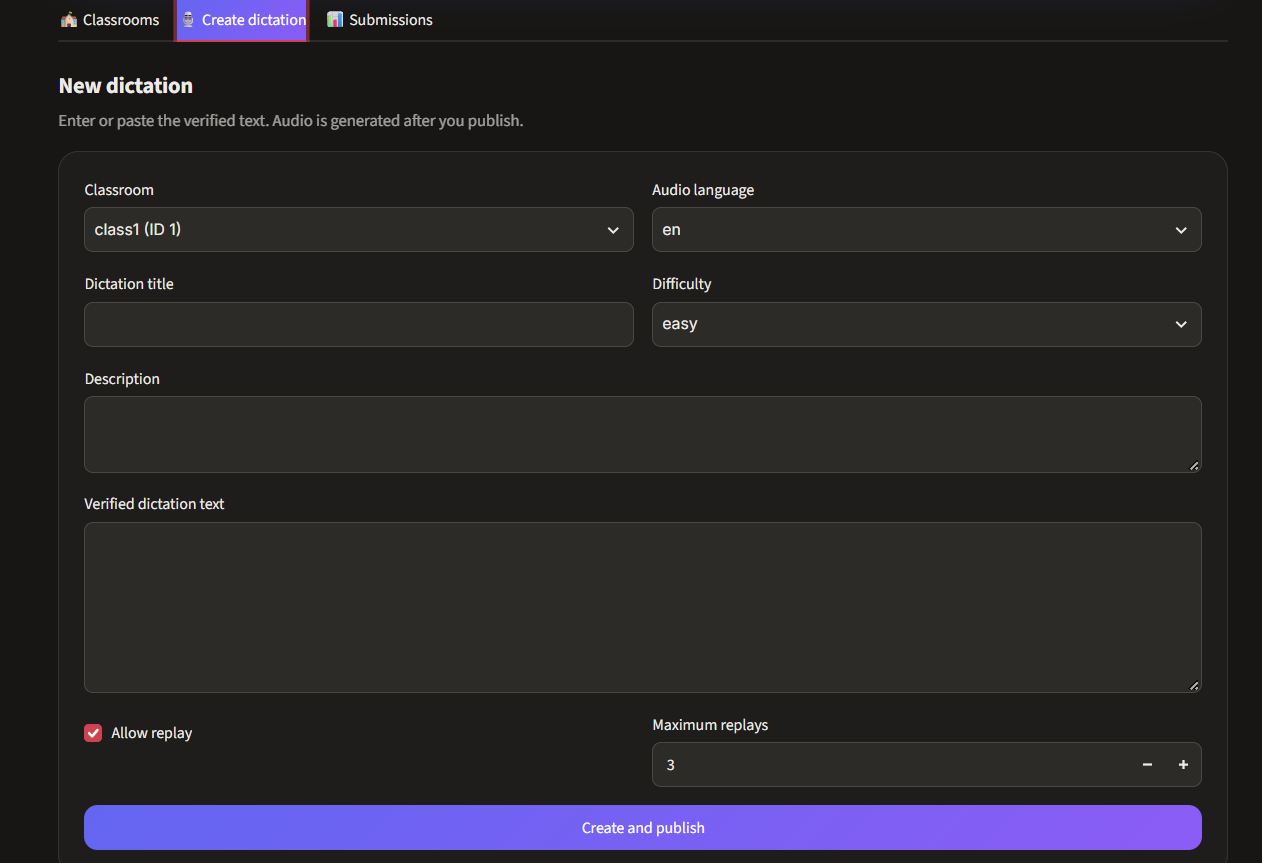 Classrooms Create dictation Submissions
New dictation
Enter or paste the verified text. Audio is generated after you publish.
Classroom Audio language
class1 (ID 1) en
Dictation title Difficulty
easy
Description
Verified dictation text
Allow replay Maximum replays
3
Create and publish